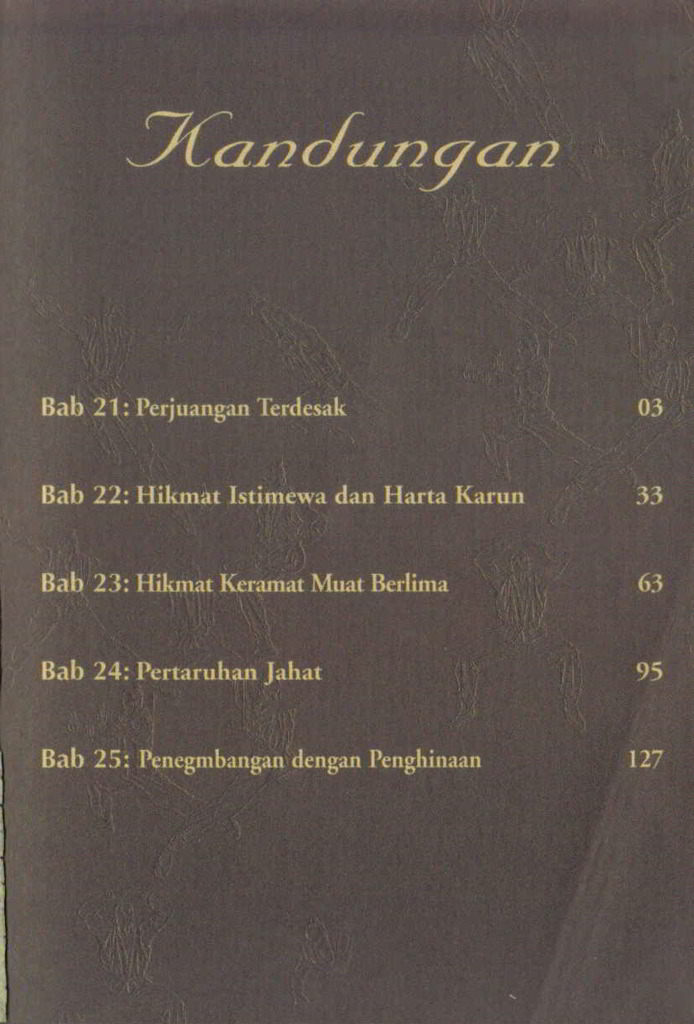 Kandungan
Bab 21: Perjuangan Terdesak 03
Bab 22: Hikmat Istimewa dan Harta Karun 33
Bab 23: Hikmat Keramat Muat Berlima 63
Bab 24: Pertaruhan Jahat 95
Bab 25: Penegmbangan dengan Penghinaan 127